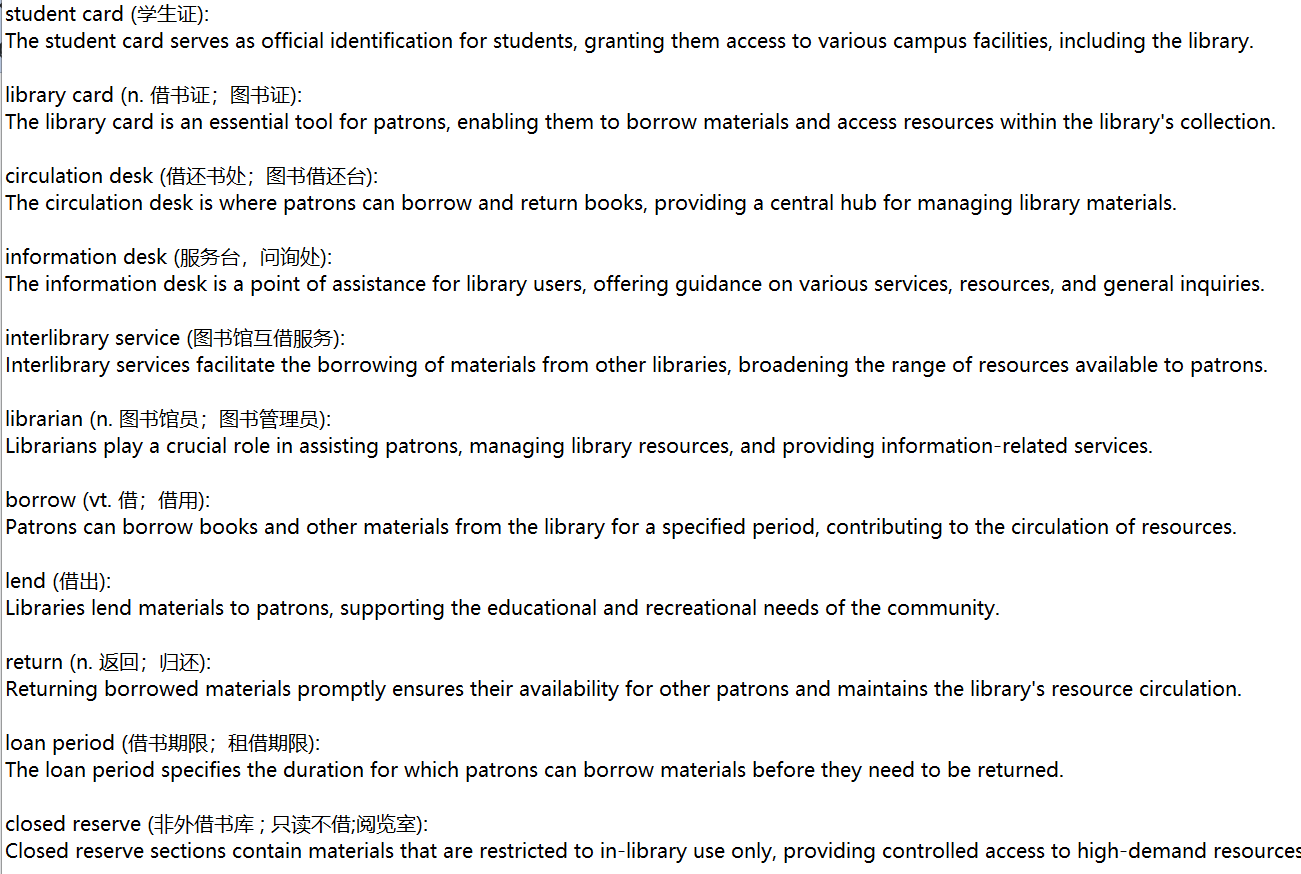 student card (学生证):
The student card serves as official identification for students, granting them access to various campus facilities, including the library.
library card (n. 借书证；图书证):
The library card is an essential tool for patrons, enabling them to borrow materials and access resources within the library's collection.
circulation desk (借还书处；图书借还台):
The circulation desk is where patrons can borrow and return books, providing a central hub for managing library materials.
information desk (服务台，问询处):
The information desk is a point of assistance for library users, offering guidance on various services, resources, and general inquiries.
interlibrary service (图书馆互借服务):
Interlibrary services facilitate the borrowing of materials from other libraries, broadening the range of resources available to patrons.
librarian (n. 图书馆员；图书管理员):
Librarians play a crucial role in assisting patrons, managing library resources, and providing information-related services.
borrow (vt. 借；借用):
Patrons can borrow books and other materials from the library for a specified period, contributing to the circulation of resources.
lend (借出):
Libraries lend materials to patrons, supporting the educational and recreational needs of the community.
return (n. 返回；归还):
Returning borrowed materials promptly ensures their availability for other patrons and maintains the library's resource circulation.
loan period (借书期限；租借期限):
The loan period specifies the duration for which patrons can borrow materials before they need to be returned.
closed reserve (非外借书库 ; 只读不借;阅览室):
Closed reserve sections contain materials that are restricted to in-library use only, providing controlled access to high-demand resources